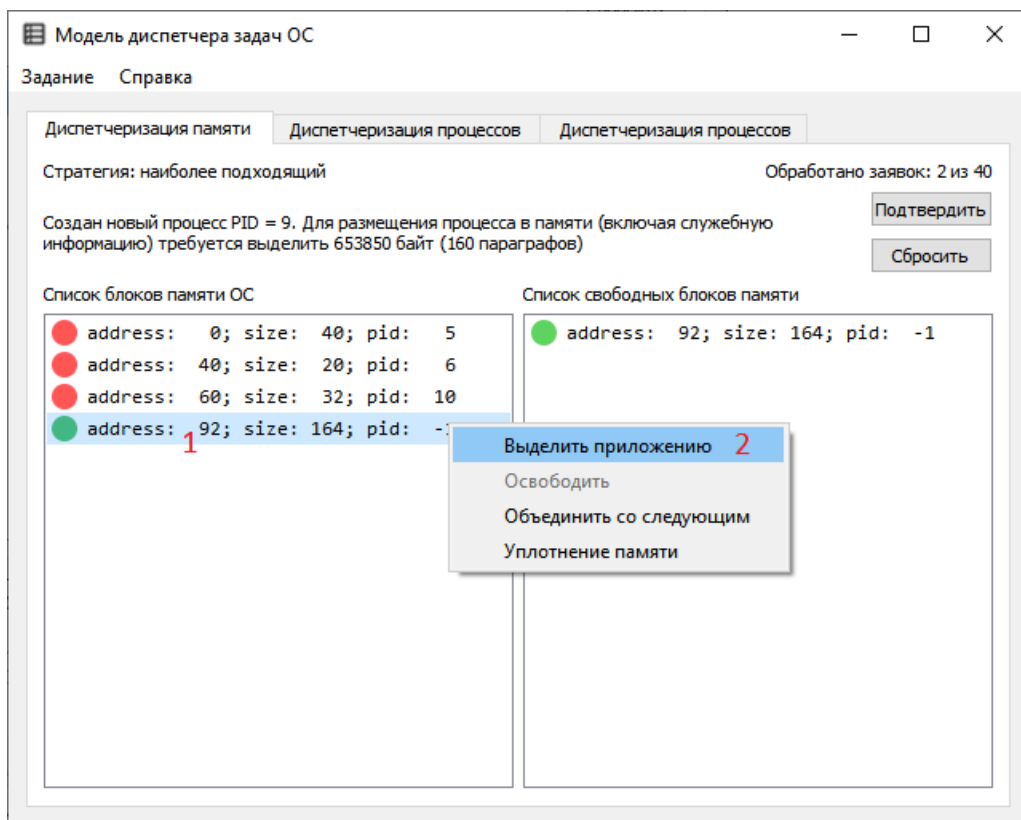 Модель диспетчера задач ОС
Задание Справка
Диспетчеризация памяти Диспетчеризация процессов Диспетчеризация процессов
Стратегия: наиболее подходящий Обработано заявок: 2 из 40
Создан новый процесс PID = 9. Для размещения процесса в памяти (включая служебную
информацию) требуется выделить 653850 байт (160 параграфов)
Подтвердить
Сбросить
Список блоков памяти ОС
address: 0; size: 40; pid: 5
address: 40; size: 20; pid: 6
address: 60; size: 32; pid: 10
address: 92; size: 164; pid:
1
Выделить приложению 2
Освободить
Объединить со следующим
Уплотнение памяти
Список свободных блоков памяти
address: 92; size: 164; pid: -1